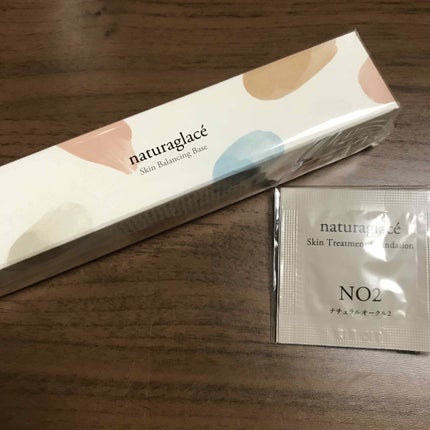 naturaglacé
Skin Balancing Base
naturaglacé
Skin Treatment Foundation
NO2
ナチュラルオークル2